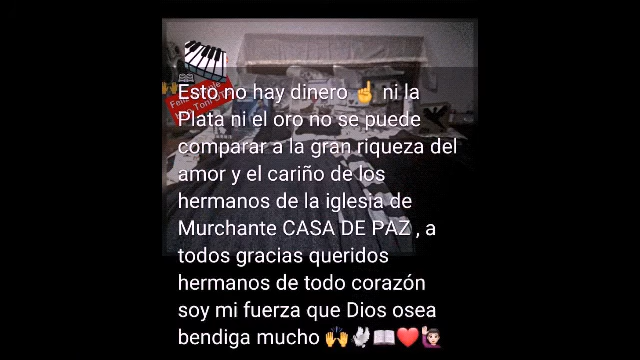 Esto no hay dinero ☝️ ni la
Plata ni el oro no se puede
comparar a la gran riqueza del
amor y el cariño de los
hermanos de la iglesia de
Murchante CASA DE PAZ , a
todos gracias queridos
hermanos de todo corazón
soy mi fuerza que Dios osea
bendiga mucho 🙌🕊️📖❤️🙋🏻‍♀️